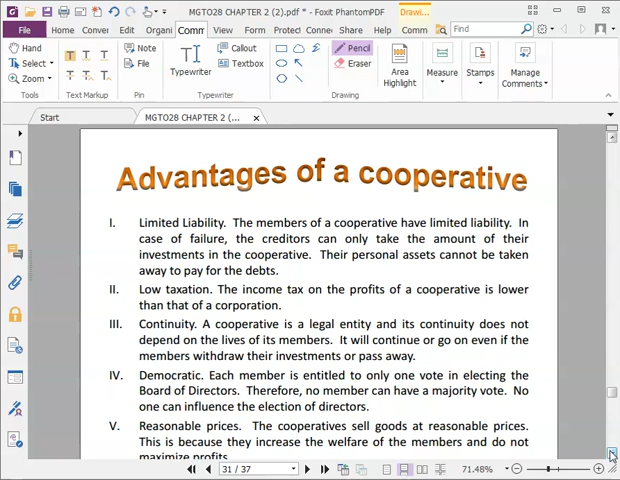 MGTO28 CHAPTER 2 (2).pdf * - Foxit PhantomPDF
Drawi...
File Home Conver Edit Organi Comm View Form Protec Share Help Comm Find
Hand
Select
Zoom
Tools
Text Markup
Note
File
Pin
Typewriter
Callout
Textbox
Typewriter
Pencil
Eraser
Drawing
Area
Highlight
Measure
Stamps
Manage
Comments
Start MGTO28 CHAPTER 2 (...
Advantages of a cooperative
I. Limited Liability. The members of a cooperative have limited liability. In
case of failure, the creditors can only take the amount of their
investments in the cooperative. Their personal assets cannot be taken
away to pay for the debts.
II. Low taxation. The income tax on the profits of a cooperative is lower
than that of a corporation.
III. Continuity. A cooperative is a legal entity and its continuity does not
depend on the lives of its members. It will continue or go on even if the
members withdraw their investments or pass away.
IV. Democratic. Each member is entitled to only one vote in electing the
Board of Directors. Therefore, no member can have a majority vote. No
one can influence the election of directors.
V. Reasonable prices. The cooperatives sell goods at reasonable prices.
This is because they increase the welfare of the members and do not
maximize profits.
31 / 37
71.48%